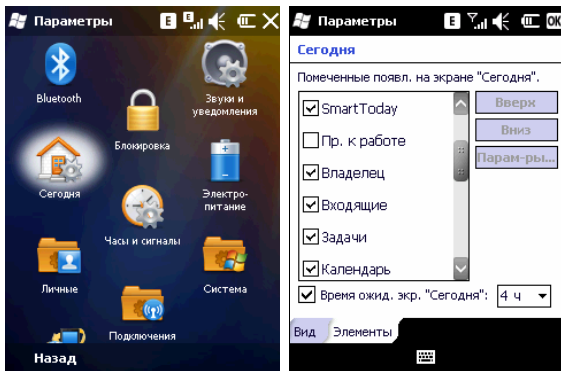 Параметры
E
E
Bluetooth
Звуки и
уведомления
Блокировка
Сегодня
Электро-
питание
Часы и сигналы
Личные
Система
Подключения
Назад
Параметры
E
OK
Сегодня
Помеченные появл. на экране "Сегодня".
SmartToday
Вверх
Пр. к работе
Вниз
Владелец
Парам-ры...
Входящие
Задачи
Календарь
Время ожид. экр. "Сегодня": 4 ч
Вид Элементы